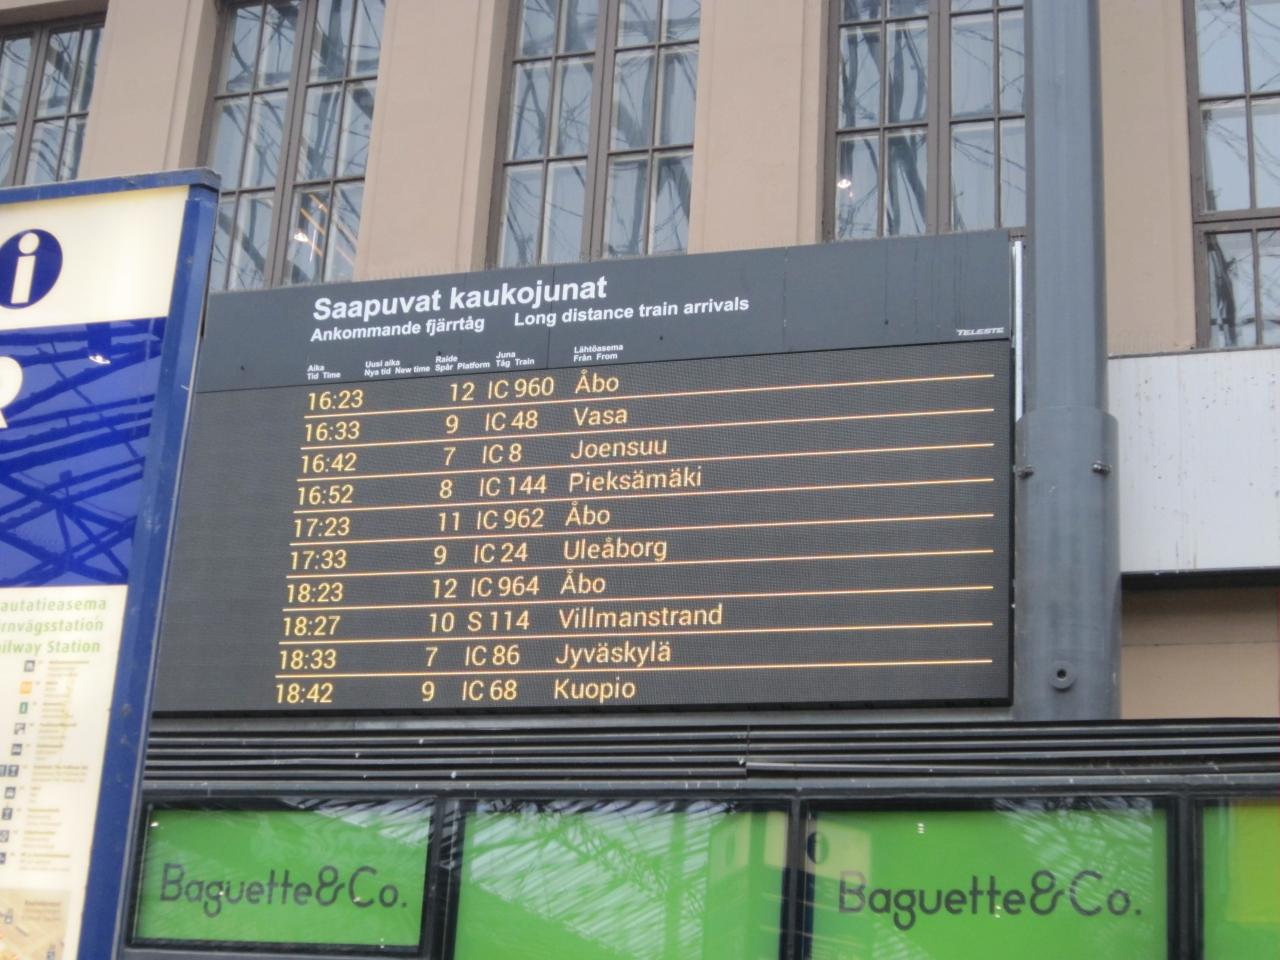 Saapuvat kaukojunat
Ankommande fjärrtåg Long distance train arrivals
TELESTE
Aika Uusi aika Raide Juna Lähtöasema
Tid Time Nya tid New time Spår Platform Tåg Train Från From
16:23 12 IC 960 Åbo
16:33 9 IC 48 Vasa
16:42 7 IC 8 Joensuu
16:52 8 IC 144 Pieksämäki
17:23 11 IC 962 Åbo
17:33 9 IC 24 Uleåborg
18:23 12 IC 964 Åbo
18:27 10 S 114 Villmanstrand
18:33 7 IC 86 Jyväskylä
18:42 9 IC 68 Kuopio
i
R
autatieasema
rnvägsstation
ilway Station
Baguette&Co.
Baguette&Co.